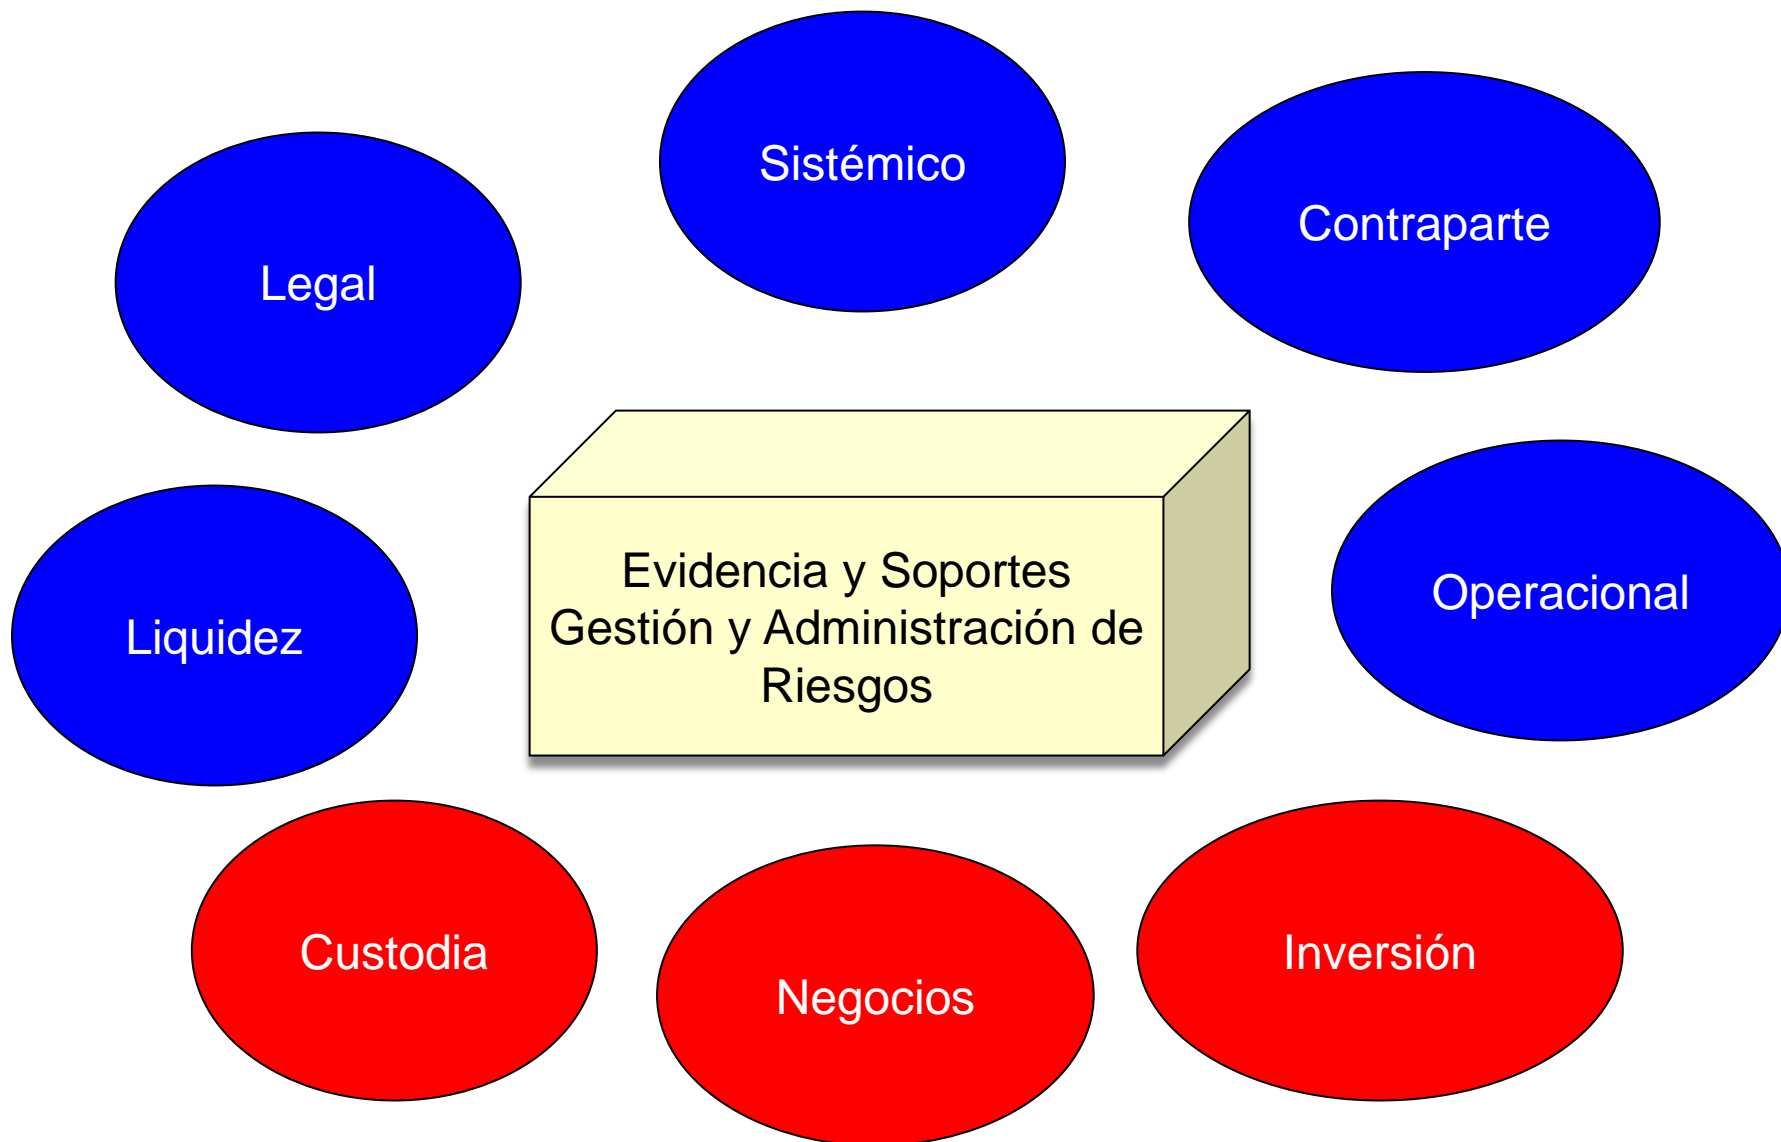 Sistémico
Contraparte
Legal
Evidencia y Soportes
Gestión y Administración de
Riesgos
Operacional
Liquidez
Custodia
Negocios
Inversión